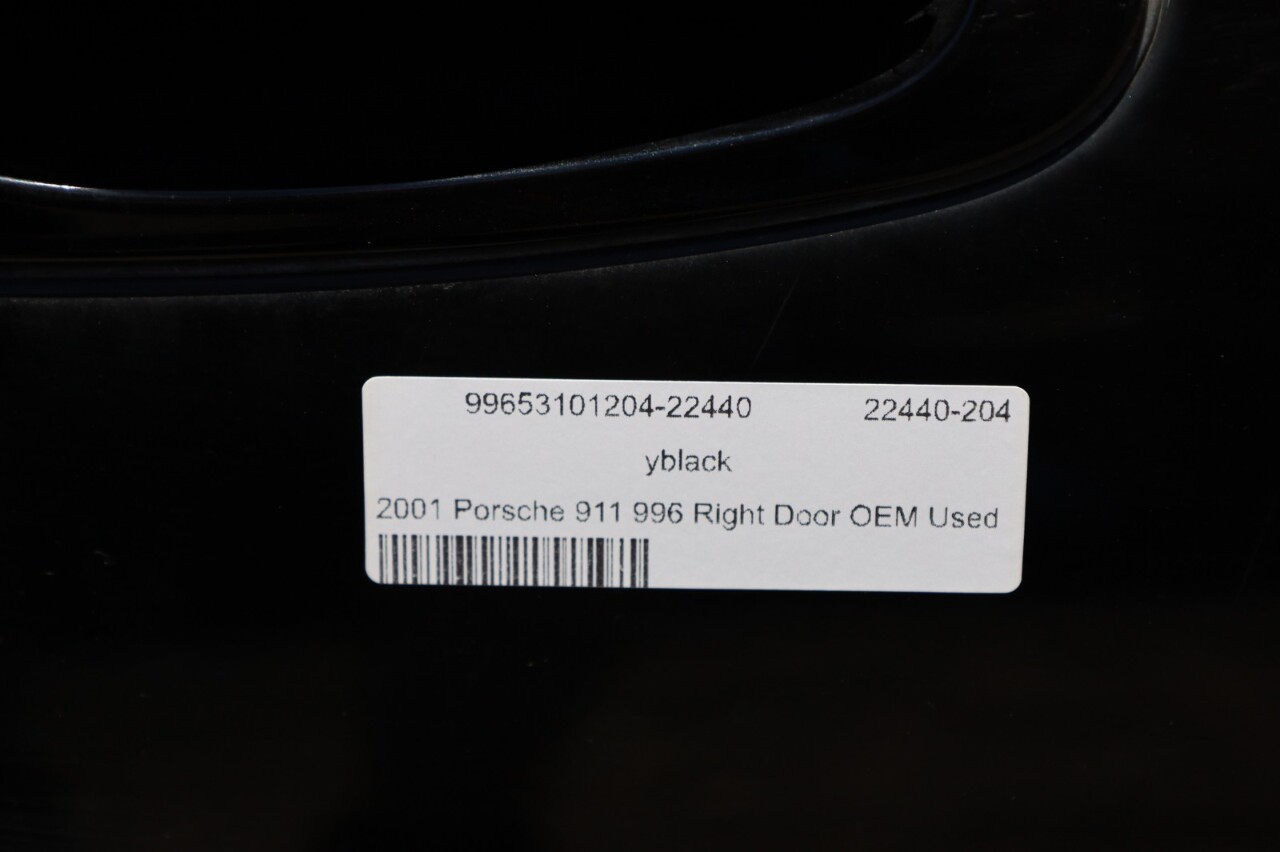 99653101204-22440 22440-204
yblack
2001 Porsche 911 996 Right Door OEM Used